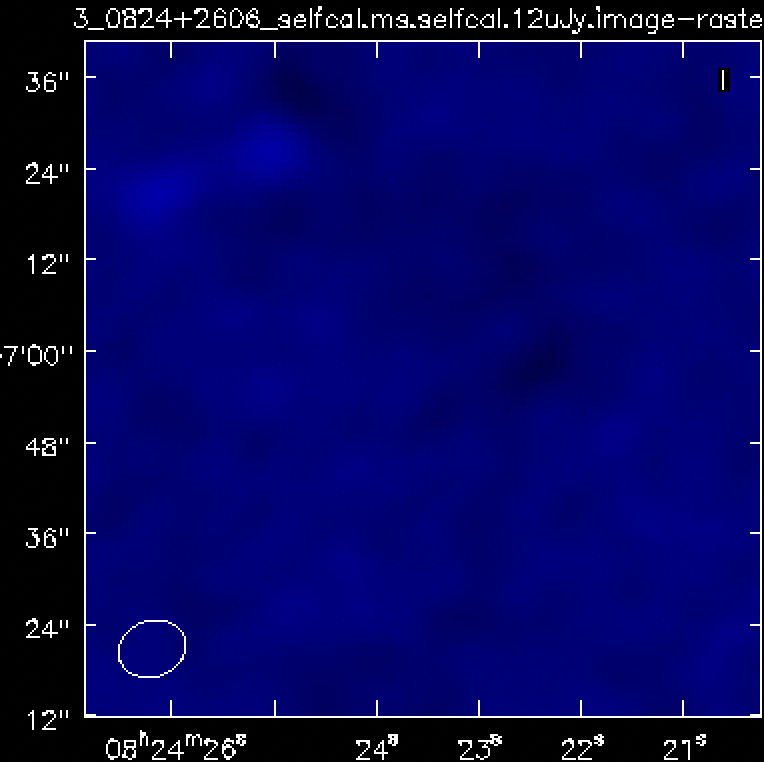 3_0824+2606_selfcal.ms.selfcal.12uJy.image-raste
I
36"
24"
12"
7'00"
48"
36"
24"
12"
08h24m26s 24s 23s 22s 21s